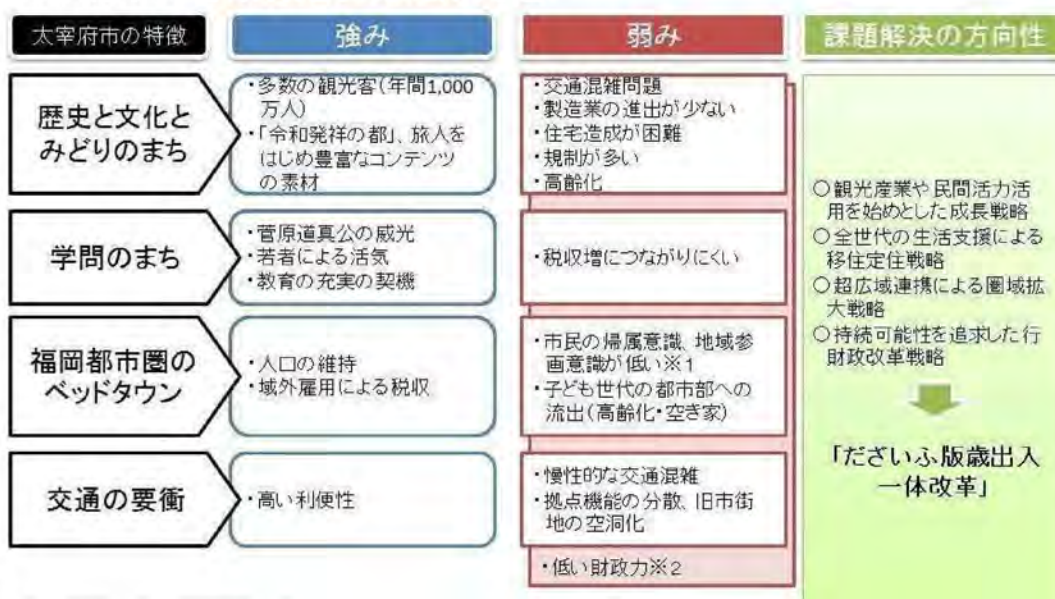 太宰府市の特徴
強み
弱み
課題解決の方向性
歴史と文化と
みどりのまち
・多数の観光客(年間1,000
万人)
・「令和発祥の都」、旅人を
はじめ豊富なコンテンツ
の素材
・交通混雑問題
・製造業の進出が少ない
・住宅造成が困難
・規制が多い
・高齢化
学問のまち
・菅原道真公の威光
・若者による活気
・教育の充実の契機
・税収増につながりにくい
福岡都市圏の
ベッドタウン
・人口の維持
・域外雇用による税収
・市民の帰属意識、地域参
画意識が低い※1
・子ども世代の都市部への
流出(高齢化・空き家)
交通の要衝
・高い利便性
・慢性的な交通混雑
・拠点機能の分散、旧市街
地の空洞化
・低い財政力※2
○観光産業や民間活力活
用を始めとした成長戦略
○全世代の生活支援による
移住定住戦略
○超広域連携による圏域拡
大戦略
○持続可能性を追求した行
財政改革戦略
「だざいふ版歳出入
一体改革」